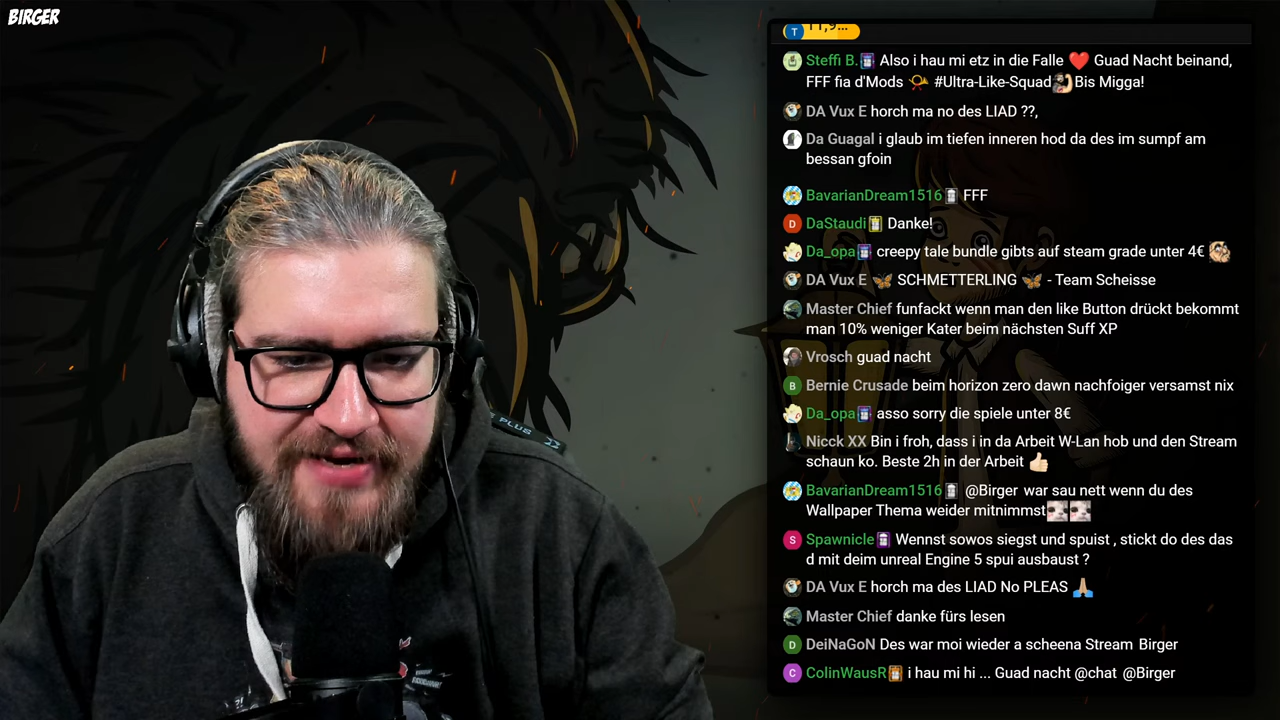 BIRGER
T 11,9...
Steffi B. Also i hau mi etz in die Falle ❤️ Guad Nacht beinand,
FFF fia d'Mods #Ultra-Like-Squad Bis Migga!
DA Vux E horch ma no des LIAD ??,
Da Guagal i glaub im tiefen inneren hod da des im sumpf am
bessan gfoin
BavarianDream1516 FFF
D DaStaudi Danke!
Da_opa creepy tale bundle gibts auf steam grade unter 4€
DA Vux E 🦋 SCHMETTERLING 🦋 - Team Scheisse
Master Chief funfackt wenn man den like Button drückt bekommt
man 10% weniger Kater beim nächsten Suff XP
Vrosch guad nacht
B Bernie Crusade beim horizon zero dawn nachfoiger versamst nix
Da_opa asso sorry die spiele unter 8€
Nicck XX Bin i froh, dass i in da Arbeit W-Lan hob und den Stream
schaun ko. Beste 2h in der Arbeit 👍🏻
BavarianDream1516 @Birger war sau nett wenn du des
Wallpaper Thema weider mitnimmst
S Spawnicle Wennst sowos siegst und spuist , stickt do des das
d mit deim unreal Engine 5 spui ausbaust ?
DA Vux E horch ma des LIAD No PLEAS 🙏🏼
Master Chief danke fürs lesen
D DeiNaGoN Des war moi wieder a scheena Stream Birger
C ColinWausR i hau mi hi ... Guad nacht @chat @Birger
PLUS